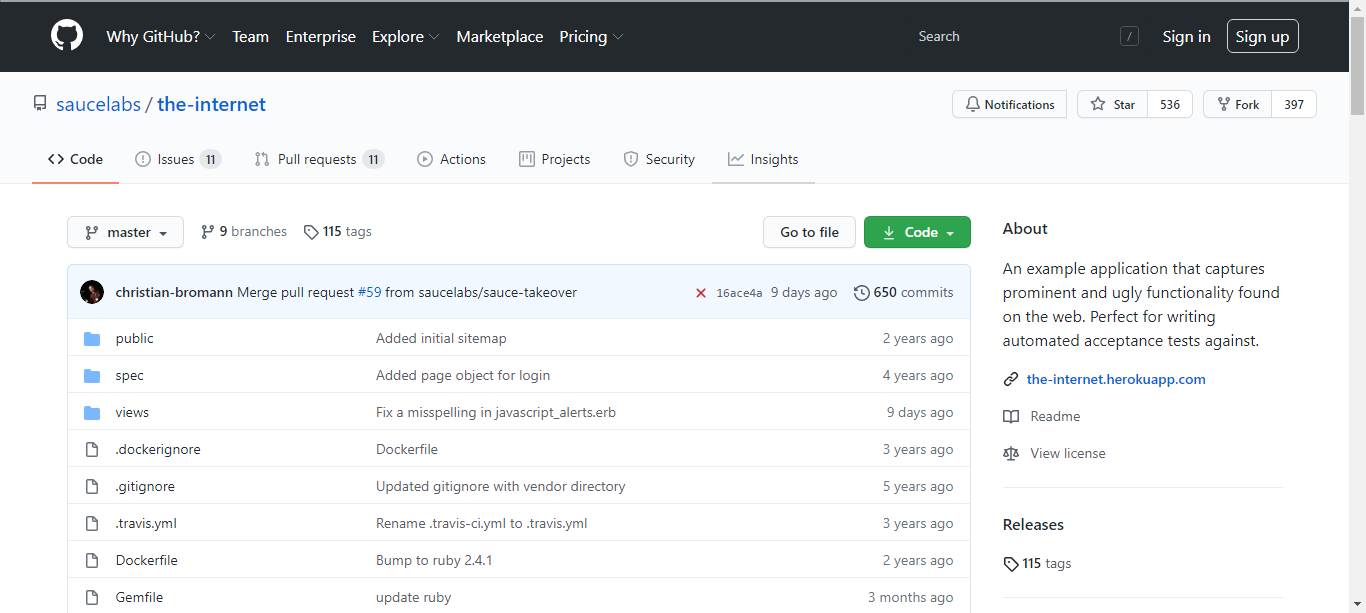 Why GitHub? Team Enterprise Explore Marketplace Pricing Search / Sign in Sign up
saucelabs / the-internet Notifications Star 536 Fork 397
Code Issues 11 Pull requests 11 Actions Projects Security Insights
master 9 branches 115 tags Go to file Code
christian-bromann Merge pull request #59 from saucelabs/sauce-takeover 16ace4a 9 days ago 650 commits
public Added initial sitemap 2 years ago
spec Added page object for login 4 years ago
views Fix a misspelling in javascript_alerts.erb 9 days ago
.dockerignore Dockerfile 3 years ago
.gitignore Updated gitignore with vendor directory 5 years ago
.travis.yml Rename .travis-ci.yml to .travis.yml 3 years ago
Dockerfile Bump to ruby 2.4.1 2 years ago
Gemfile update ruby 3 months ago
About
An example application that captures
prominent and ugly functionality found
on the web. Perfect for writing
automated acceptance tests against.
the-internet.herokuapp.com
Readme
View license
Releases
115 tags